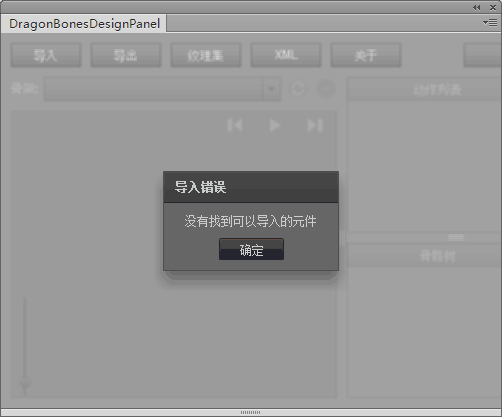 DragonBonesDesignPanel
导入
导出
纹理集
XML
关于
骨架:
动作列表
导入错误
没有找到可以导入的元件
确定
骨骼树